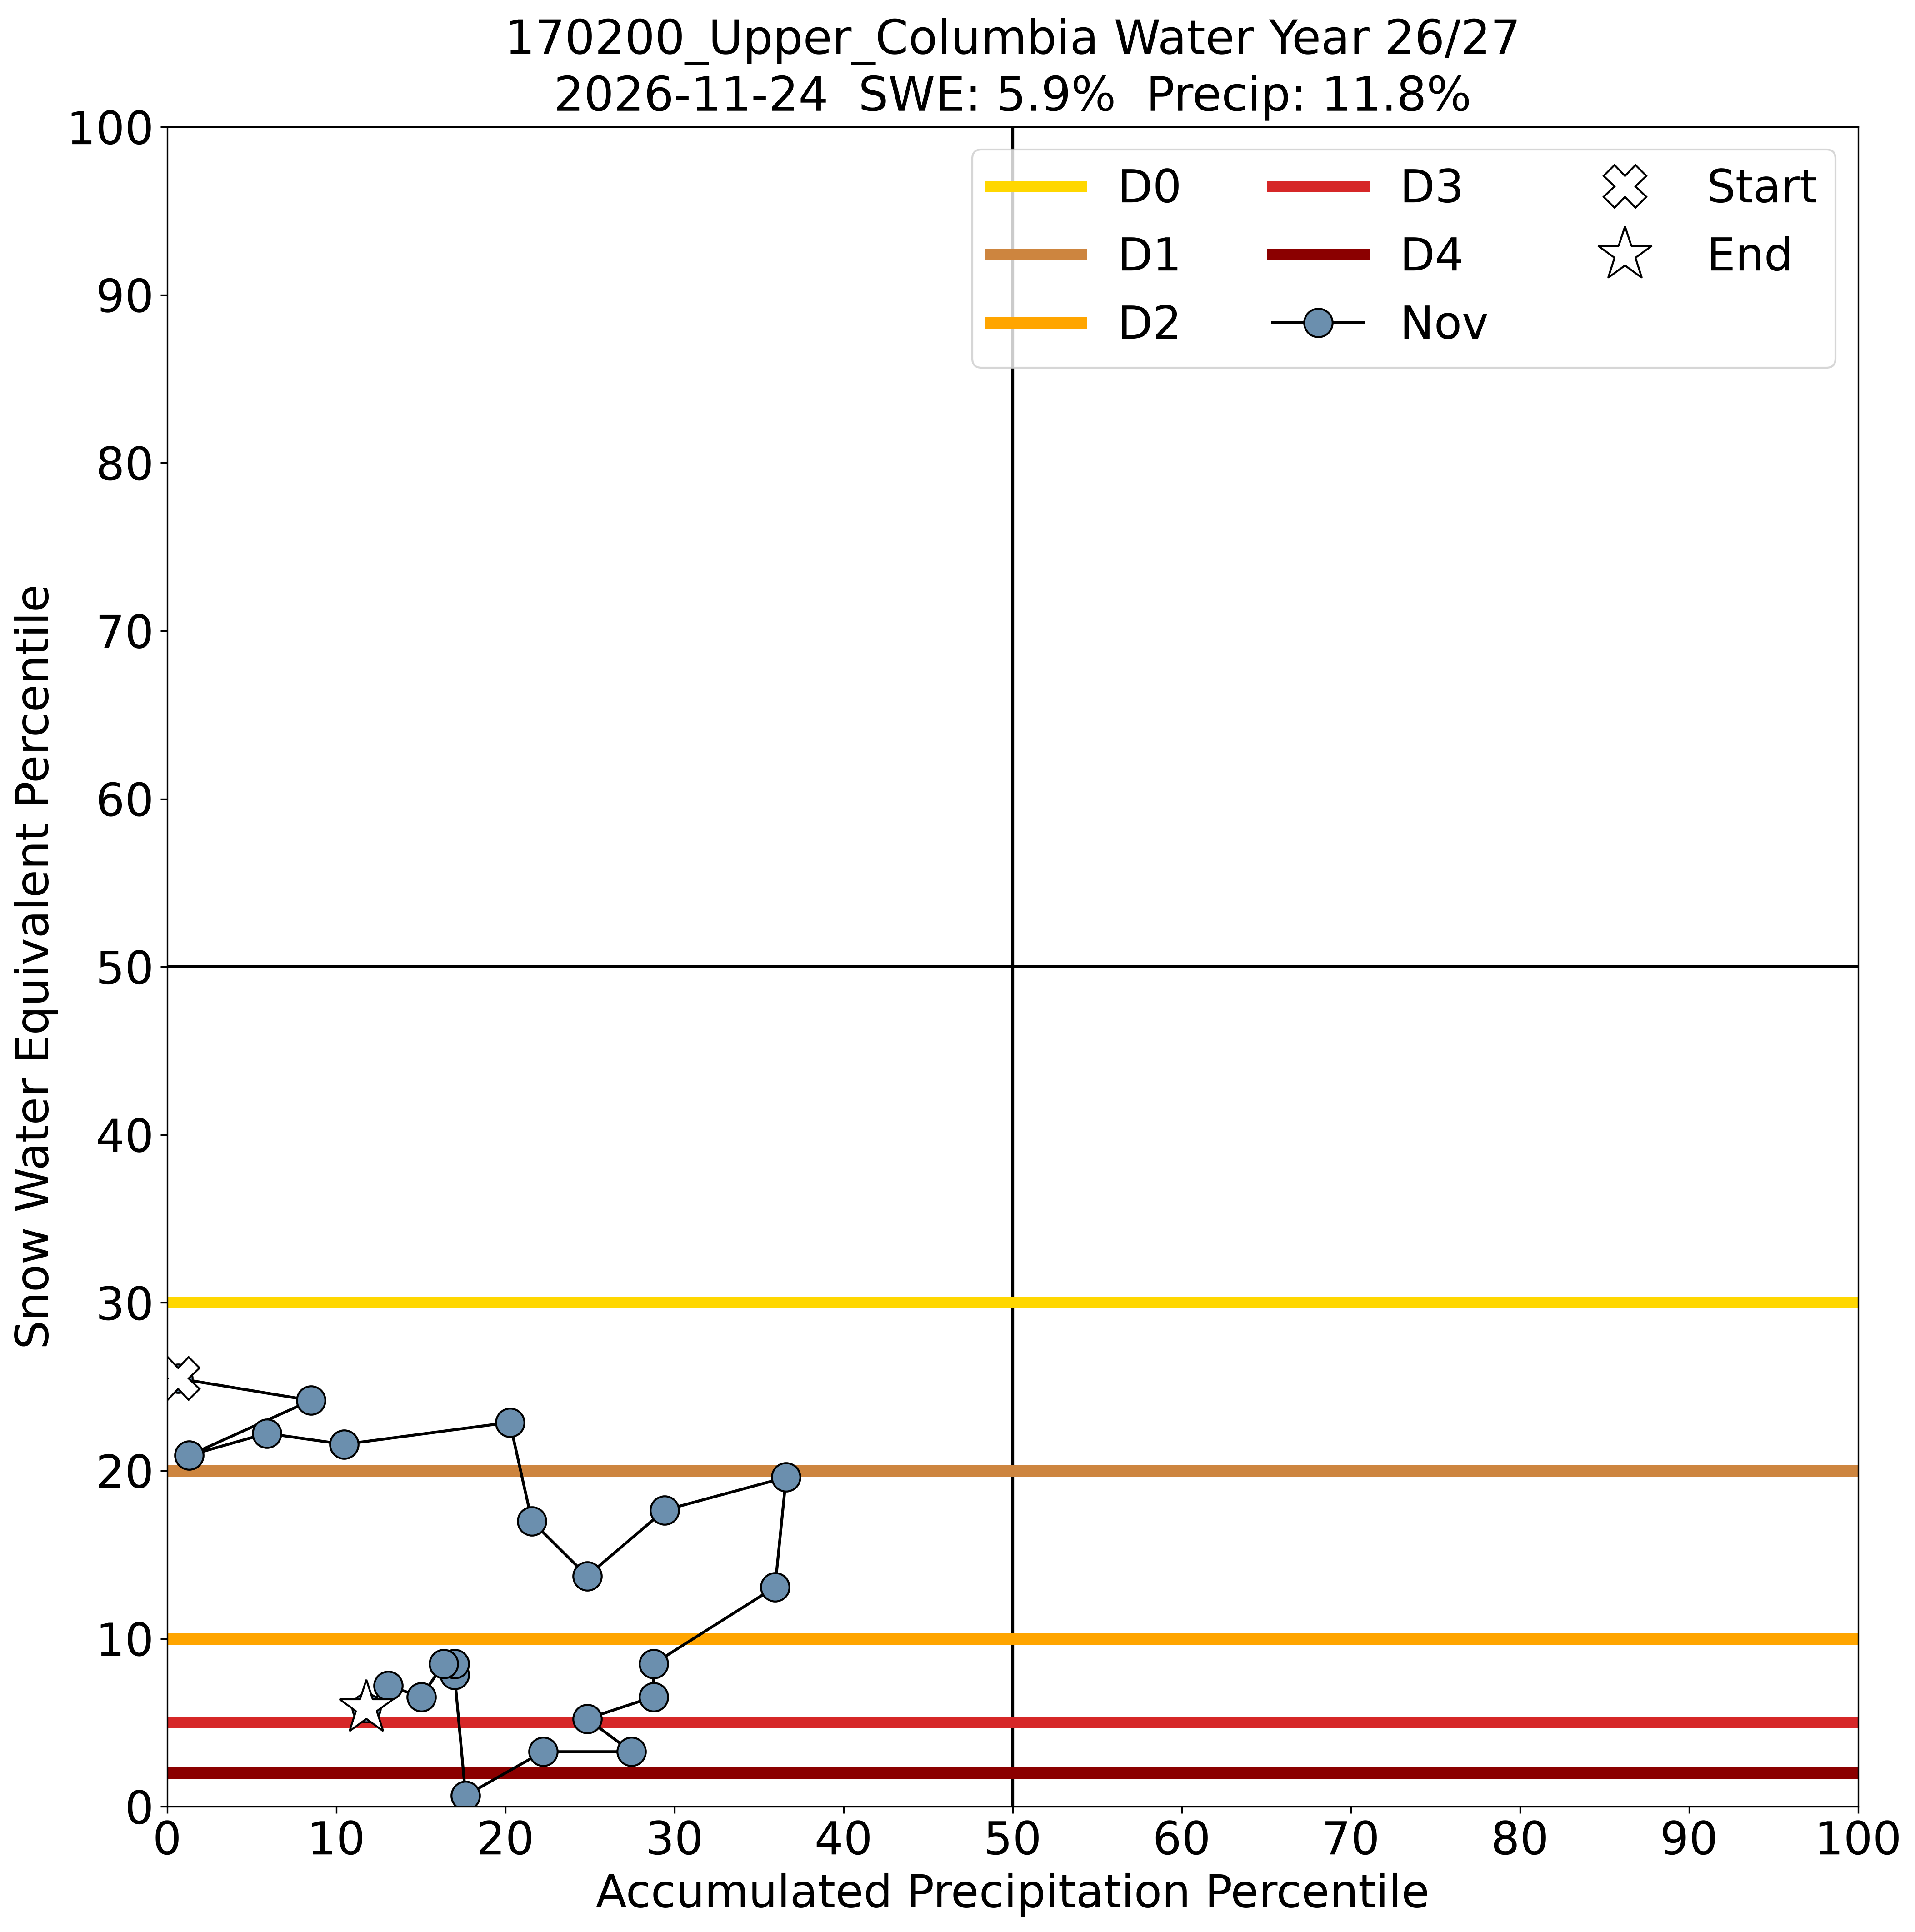 170200_Upper_Columbia Water Year 26/27
2026-11-24  SWE: 5.9%  Precip: 11.8%
D0
D1
D2
D3
D4
Nov
Start
End
Snow Water Equivalent Percentile
100
90
80
70
60
50
40
30
20
10
0
0 10 20 30 40 50 60 70 80 90 100
Accumulated Precipitation Percentile